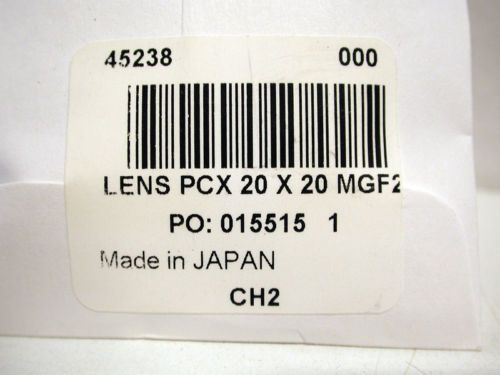 45238 000
LENS PCX 20 X 20 MGF2
PO: 015515 1
Made in JAPAN
CH2